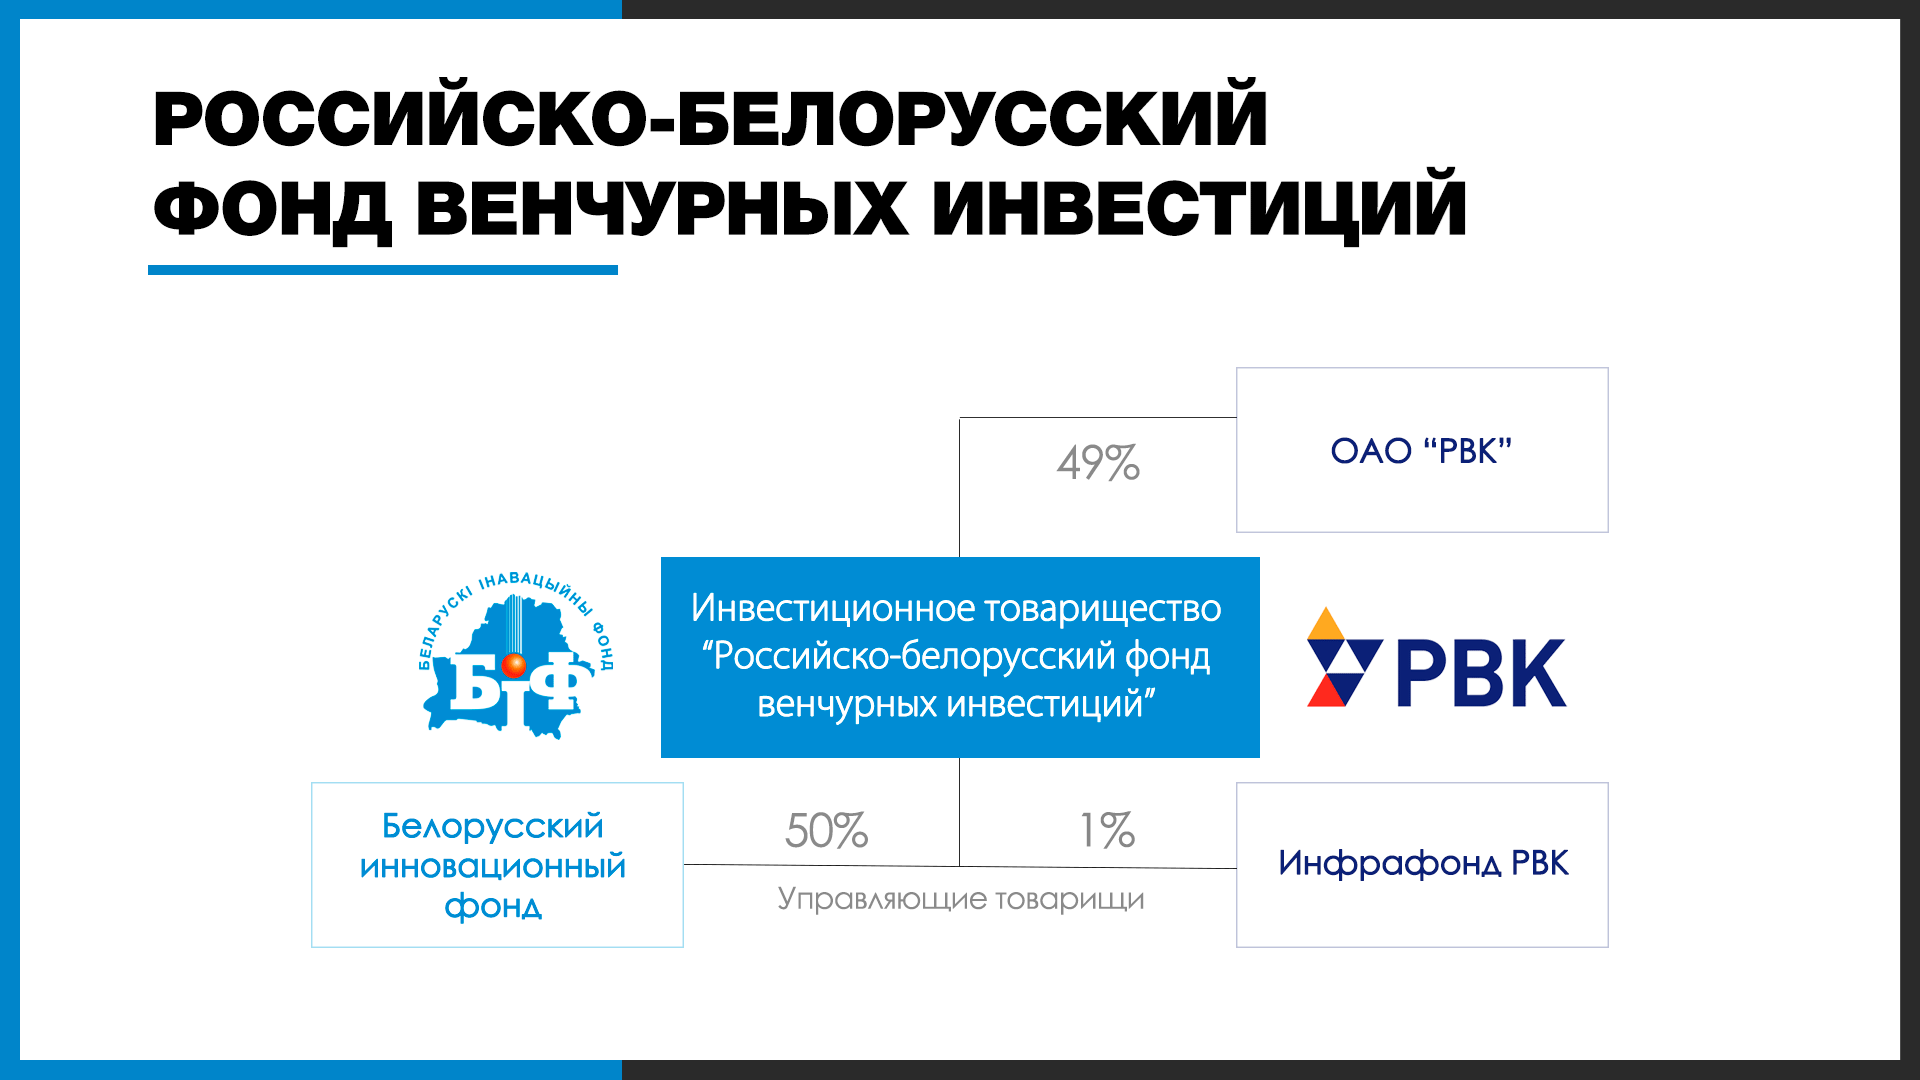 РОССИЙСКО-БЕЛОРУССКИЙ
ФОНД ВЕНЧУРНЫХ ИНВЕСТИЦИЙ
ОАО “РВК”
49%
БЕЛАРУСКІ ІНАВАЦЫЙНЫ ФОНД
БІФ
Инвестиционное товарищество
“Российско-белорусский фонд
венчурных инвестиций”
РВК
Белорусский
инновационный
фонд
50%
1%
Управляющие товарищи
Инфрафонд РВК